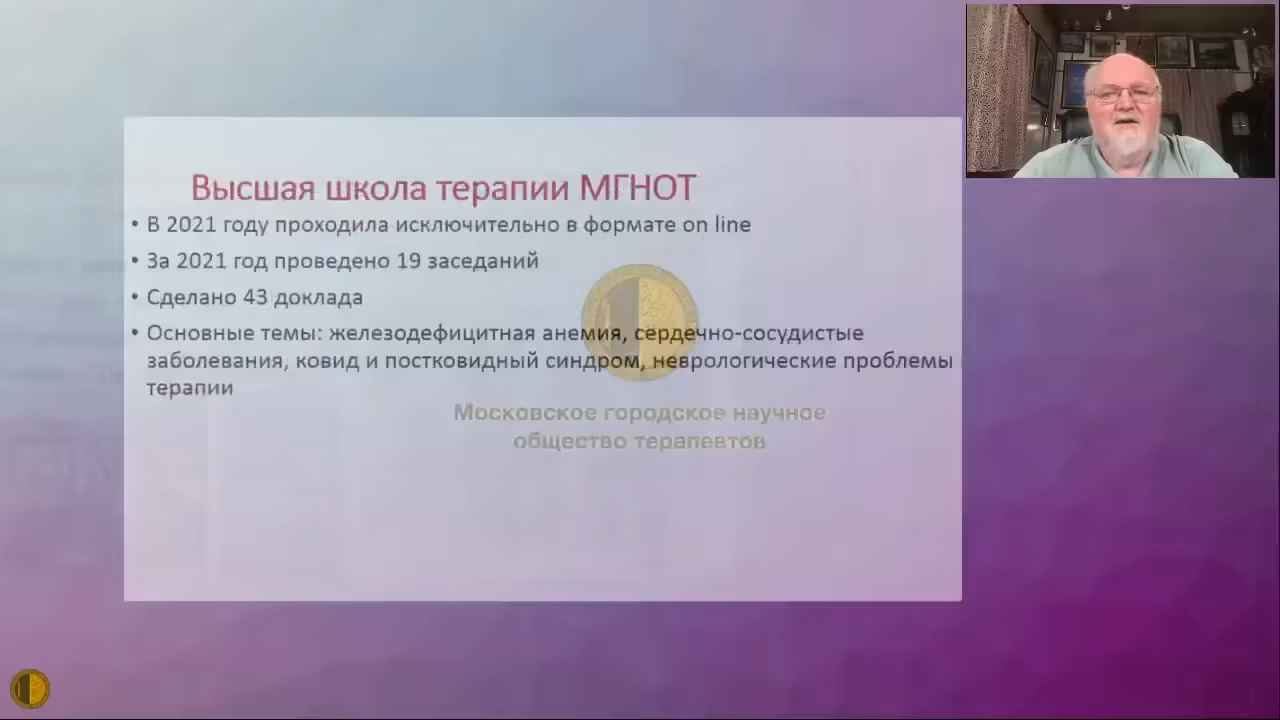 Высшая школа терапии МГНОТ
• В 2021 году проходила исключительно в формате on line
• За 2021 год проведено 19 заседаний
• Сделано 43 доклада
• Основные темы: железодефицитная анемия, сердечно-сосудистые
заболевания, ковид и постковидный синдром, неврологические проблемы
терапии
Московское городское научное
общество терапевтов